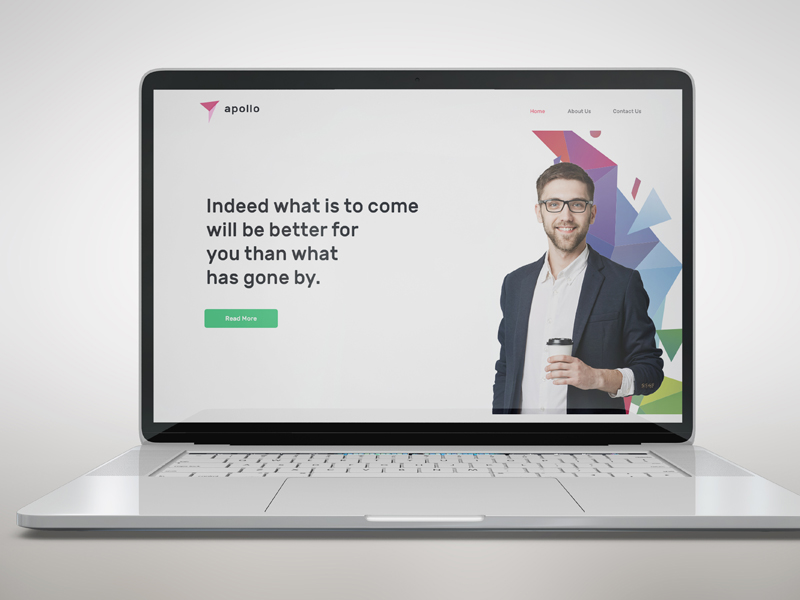 apollo
Home About Us Contact Us
Indeed what is to come
will be better for
you than what
has gone by.
Read More